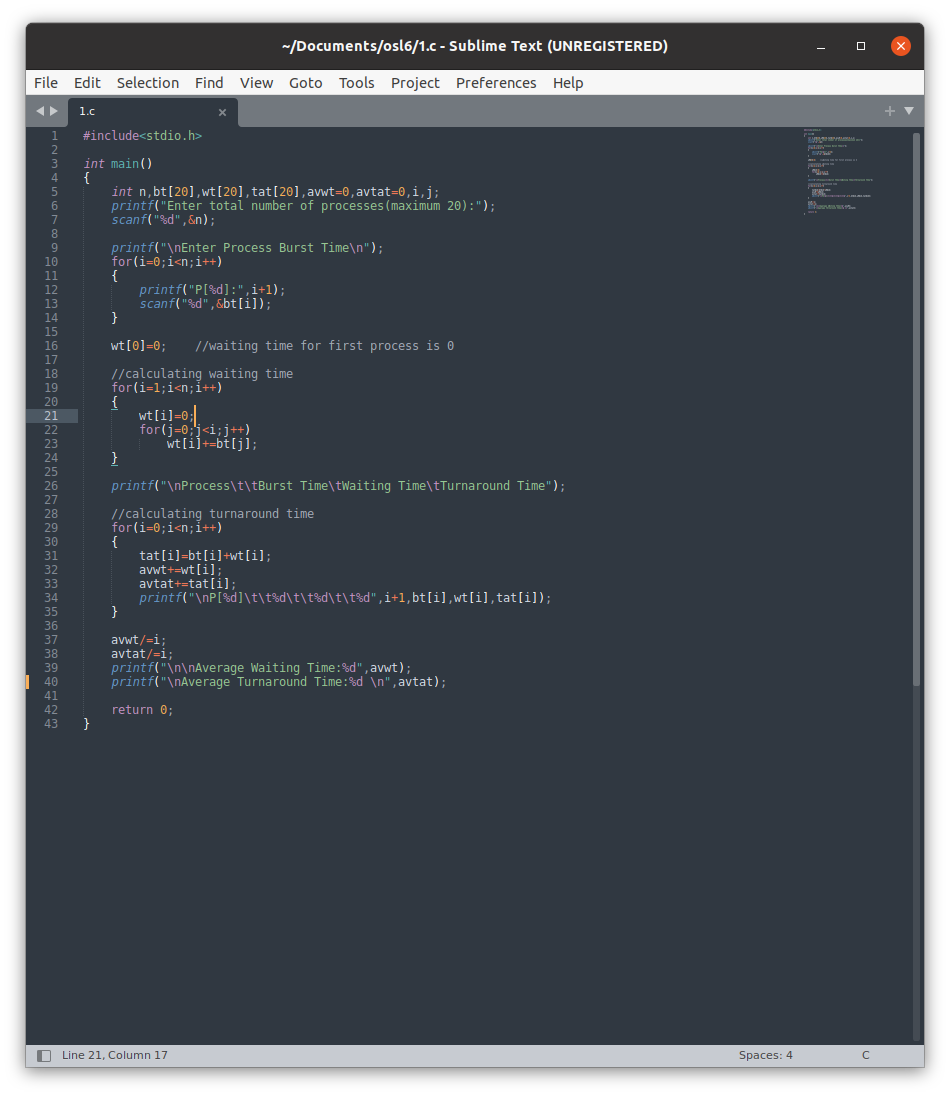 ~/Documents/osl6/1.c - Sublime Text (UNREGISTERED)
File Edit Selection Find View Goto Tools Project Preferences Help
1.c
1 #include<stdio.h>
2
3 int main()
4 {
5     int n,bt[20],wt[20],tat[20],avwt=0,avtat=0,i,j;
6     printf("Enter total number of processes(maximum 20):");
7     scanf("%d",&n);
8
9     printf("\nEnter Process Burst Time\n");
10     for(i=0;i<n;i++)
11     {
12         printf("P[%d]:",i+1);
13         scanf("%d",&bt[i]);
14     }
15
16     wt[0]=0;    //waiting time for first process is 0
17
18     //calculating waiting time
19     for(i=1;i<n;i++)
20     {
21         wt[i]=0;
22         for(j=0;j<i;j++)
23             wt[i]+=bt[j];
24     }
25
26     printf("\nProcess\t\tBurst Time\tWaiting Time\tTurnaround Time");
27
28     //calculating turnaround time
29     for(i=0;i<n;i++)
30     {
31         tat[i]=bt[i]+wt[i];
32         avwt+=wt[i];
33         avtat+=tat[i];
34         printf("\nP[%d]\t\t%d\t\t%d\t\t%d",i+1,bt[i],wt[i],tat[i]);
35     }
36
37     avwt/=i;
38     avtat/=i;
39     printf("\n\nAverage Waiting Time:%d",avwt);
40     printf("\nAverage Turnaround Time:%d \n",avtat);
41
42     return 0;
43 }
Line 21, Column 17 Spaces: 4 C